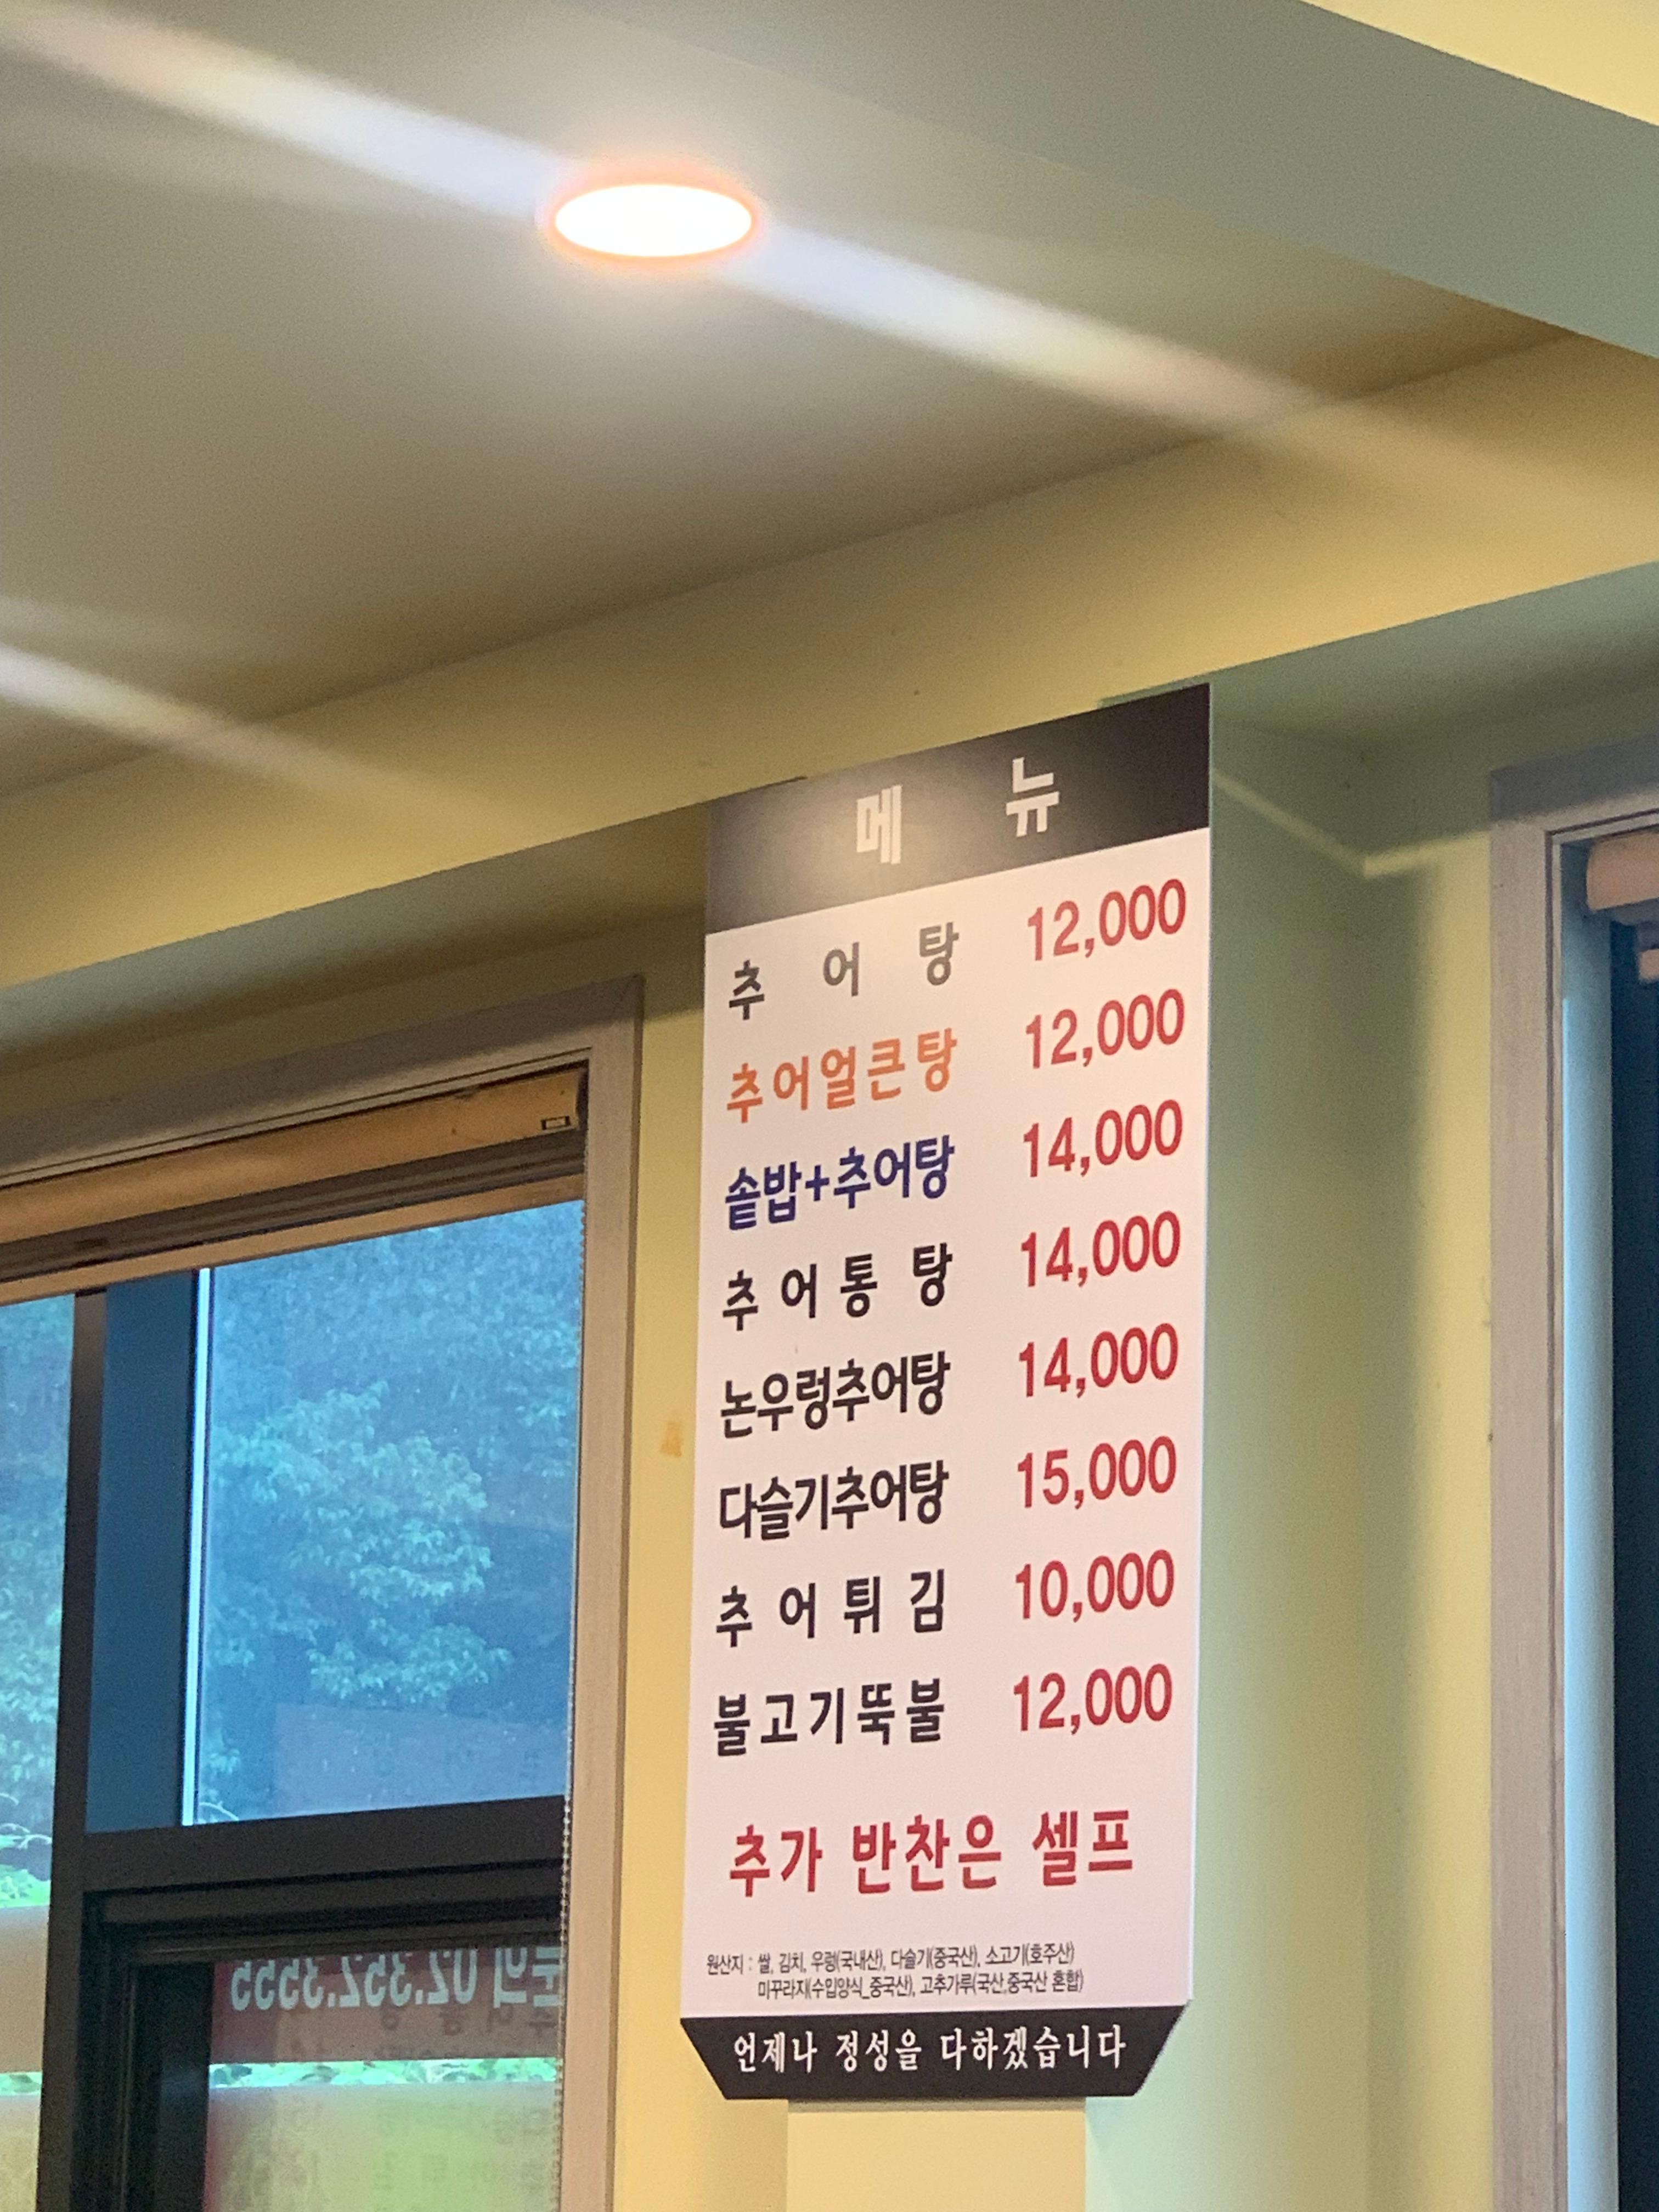 메 뉴
추 어 탕 12,000
추어얼큰탕 12,000
솥밥+추어탕 14,000
추 어 통 탕 14,000
논우렁추어탕 14,000
다슬기추어탕 15,000
추 어 튀 김 10,000
불고기뚝불 12,000
추가 반찬은 셀프
원산지 : 쌀, 김치, 우렁(국내산), 다슬기(중국산), 소고기(호주산)
미꾸라지(수입양식_중국산), 고추가루(국산,중국산 혼합)
언제나 정성을 다하겠습니다
문의 02.352.3555